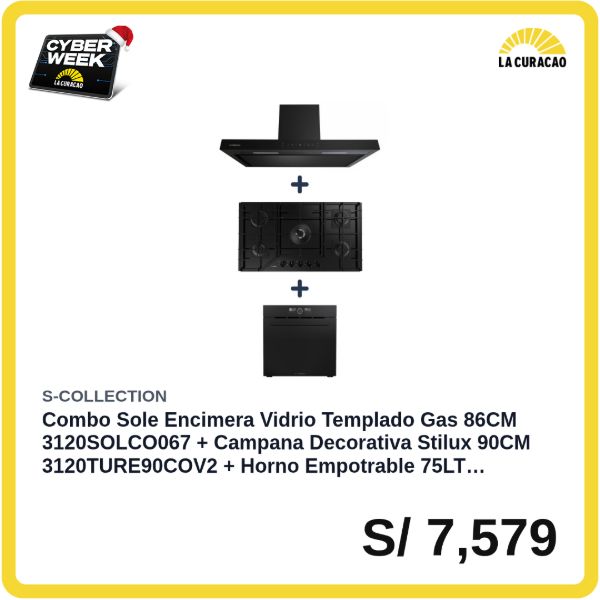 CYBER
WEEK
LA CURACAO
LA CURACAO
S-COLLECTION
Combo Sole Encimera Vidrio Templado Gas 86CM
3120SOLCO067 + Campana Decorativa Stilux 90CM
3120TURE90COV2 + Horno Empotrable 75LT…
S/ 7,579